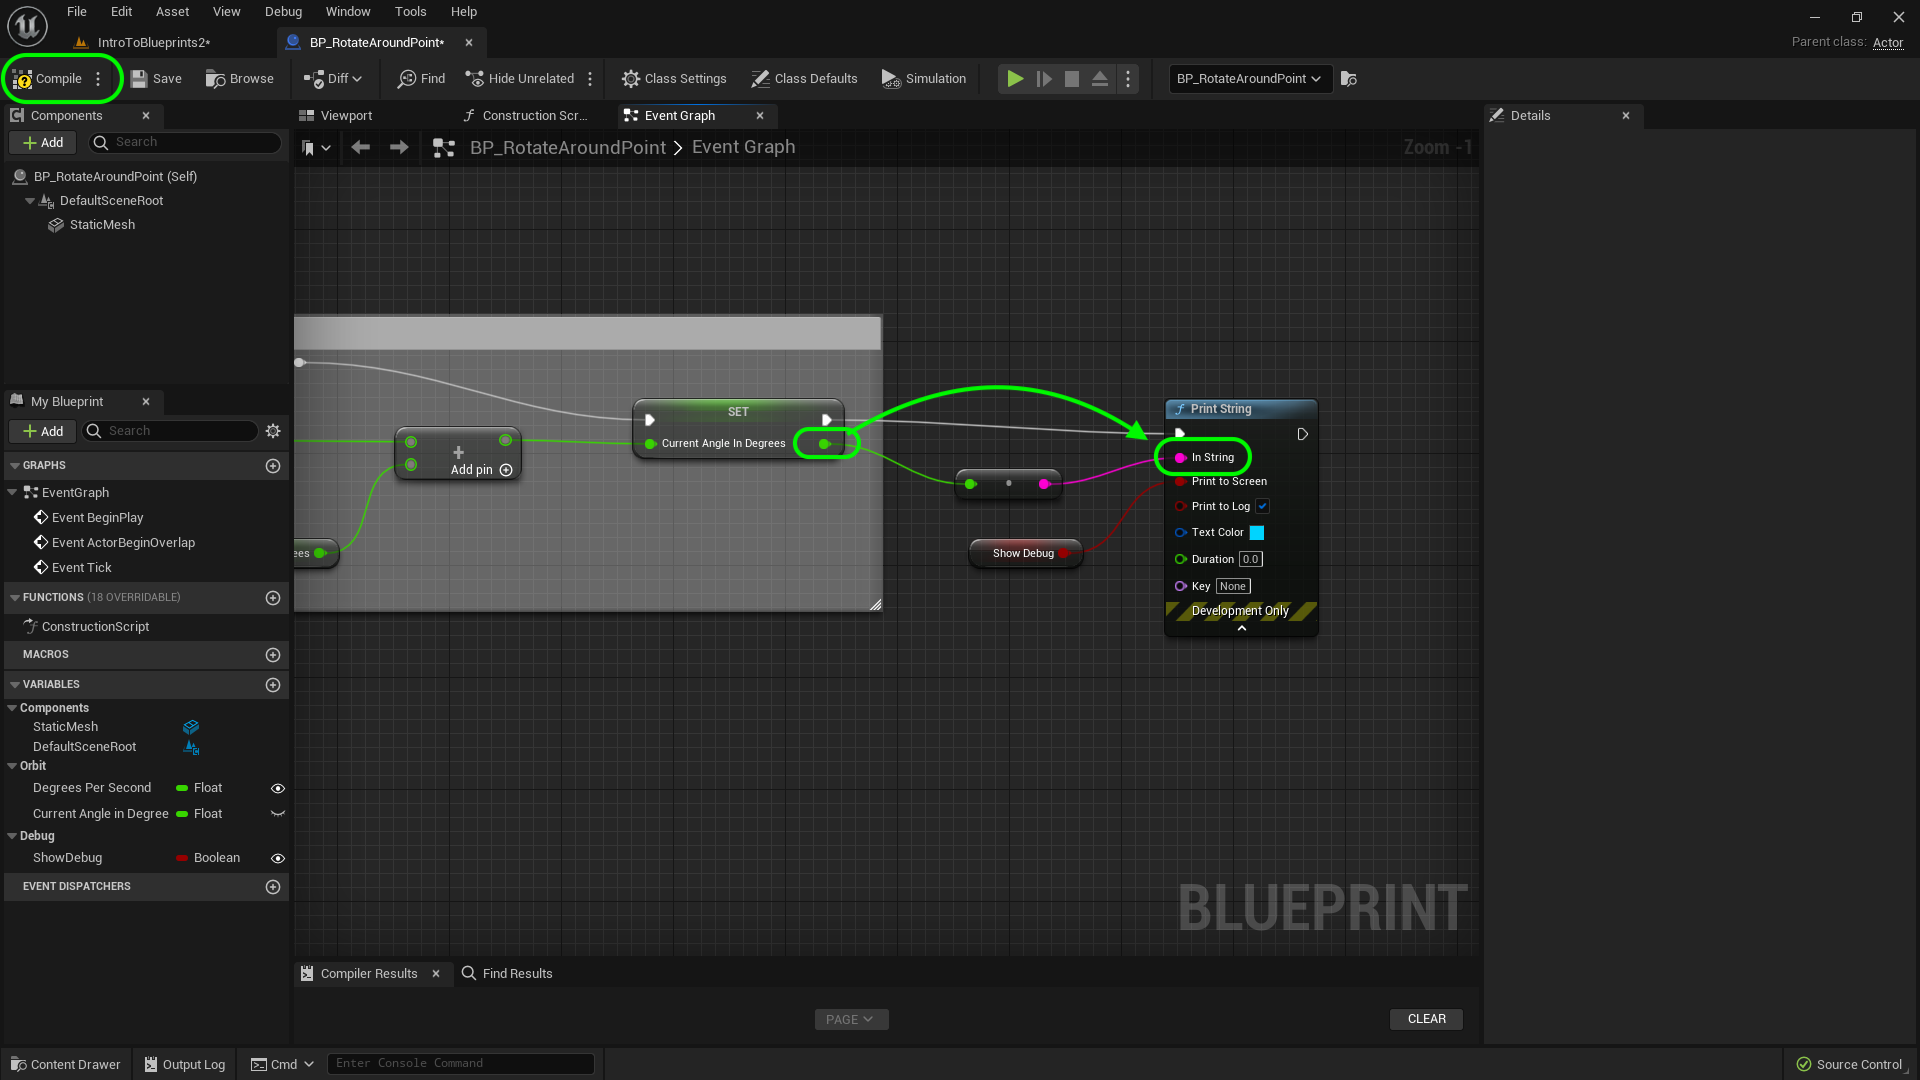 File Edit Asset View Debug Window Tools Help
IntroToBlueprints2*
BP_RotateAroundPoint*
Parent class: Actor
Compile
Save
Browse
Diff
Find
Hide Unrelated
Class Settings
Class Defaults
Simulation
BP_RotateAroundPoint
Components
Add
Search
BP_RotateAroundPoint (Self)
DefaultSceneRoot
StaticMesh
My Blueprint
Add
Search
GRAPHS
EventGraph
Event BeginPlay
Event ActorBeginOverlap
Event Tick
FUNCTIONS (18 OVERRIDABLE)
ConstructionScript
MACROS
VARIABLES
Components
StaticMesh
DefaultSceneRoot
Orbit
Degrees Per Second Float
Current Angle in Degree Float
Debug
ShowDebug Boolean
EVENT DISPATCHERS
Viewport
Construction Scr...
Event Graph
BP_RotateAroundPoint > Event Graph
Zoom -1
SET
Current Angle In Degrees
Add pin
ees
Show Debug
Print String
In String
Print to Screen
Print to Log
Text Color
Duration 0.0
Key None
Development Only
BLUEPRINT
Compiler Results
Find Results
PAGE
CLEAR
Details
Content Drawer
Output Log
Cmd
Enter Console Command
Source Control